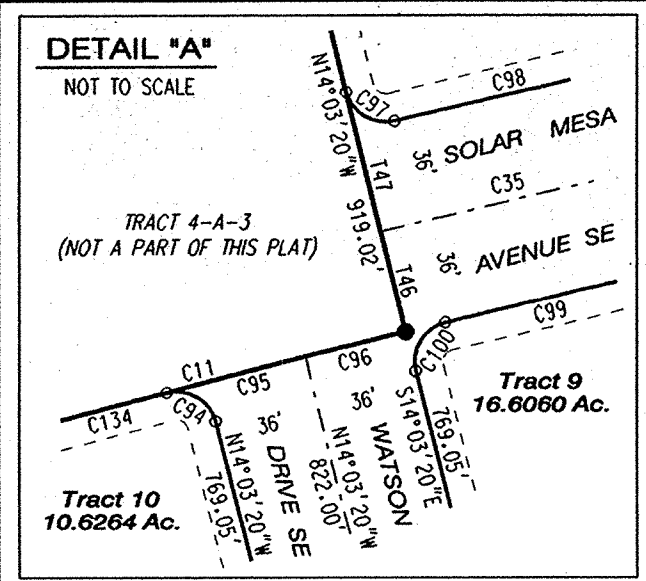 DETAIL "A"
NOT TO SCALE
N14°03'20"W
919.02'
C97
C98
T47
36' SOLAR MESA
C35
TRACT 4-A-3
(NOT A PART OF THIS PLAT)
T46
36' AVENUE SE
C99
C100
C11
C96
C95
C134
C94
Tract 9
16.6060 Ac.
36'
DRIVE SE
36'
WATSON
S14°03'20"E
769.05'
N14°03'20"W
822.00'
N14°03'20"W
769.05'
Tract 10
10.6264 Ac.